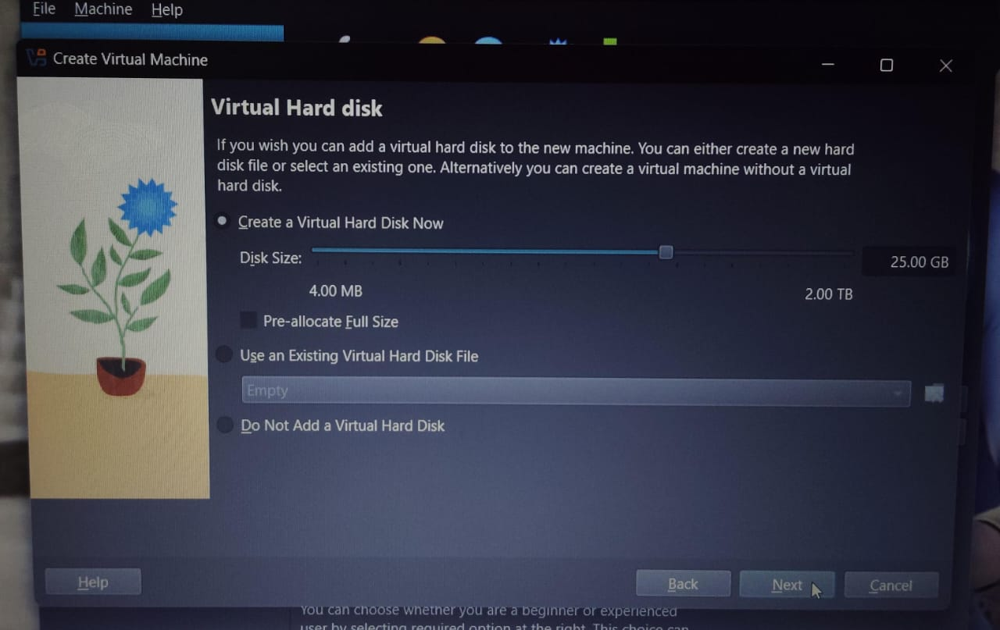 File Machine Help
Create Virtual Machine
Virtual Hard disk
If you wish you can add a virtual hard disk to the new machine. You can either create a new hard
disk file or select an existing one. Alternatively you can create a virtual machine without a virtual
hard disk.
Create a Virtual Hard Disk Now
Disk Size:
25.00 GB
4.00 MB
2.00 TB
Pre-allocate Full Size
Use an Existing Virtual Hard Disk File
Empty
Do Not Add a Virtual Hard Disk
Help
Back
Next
Cancel
You can choose whether you are a beginner or experienced
user by selecting required option at the right. This choice can